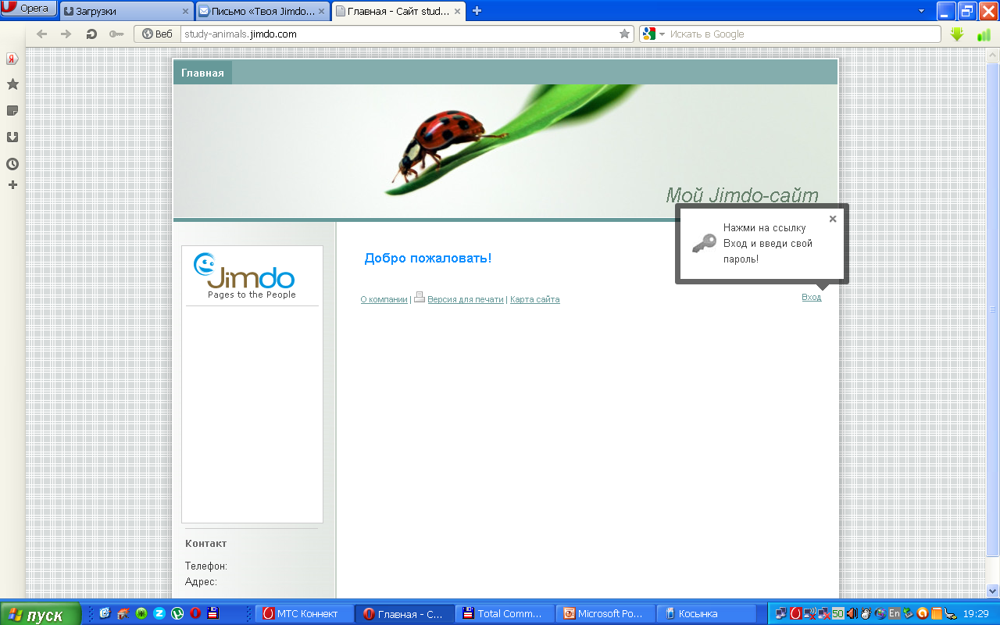 Opera
Загрузки
Письмо «Твоя Jimdo...
Главная - Сайт stud...
Веб
study-animals.jimdo.com
Искать в Google
Главная
Мой Jimdo-сайт
Нажми на ссылку
Вход и введи свой
пароль!
Jimdo
Pages to the People
Добро пожаловать!
О компании | Версия для печати | Карта сайта
Вход
Контакт
Телефон:
Адрес:
пуск
МТС Коннект
Главная - С...
Total Comm...
Microsoft Po...
Косынка
50
En
19:29